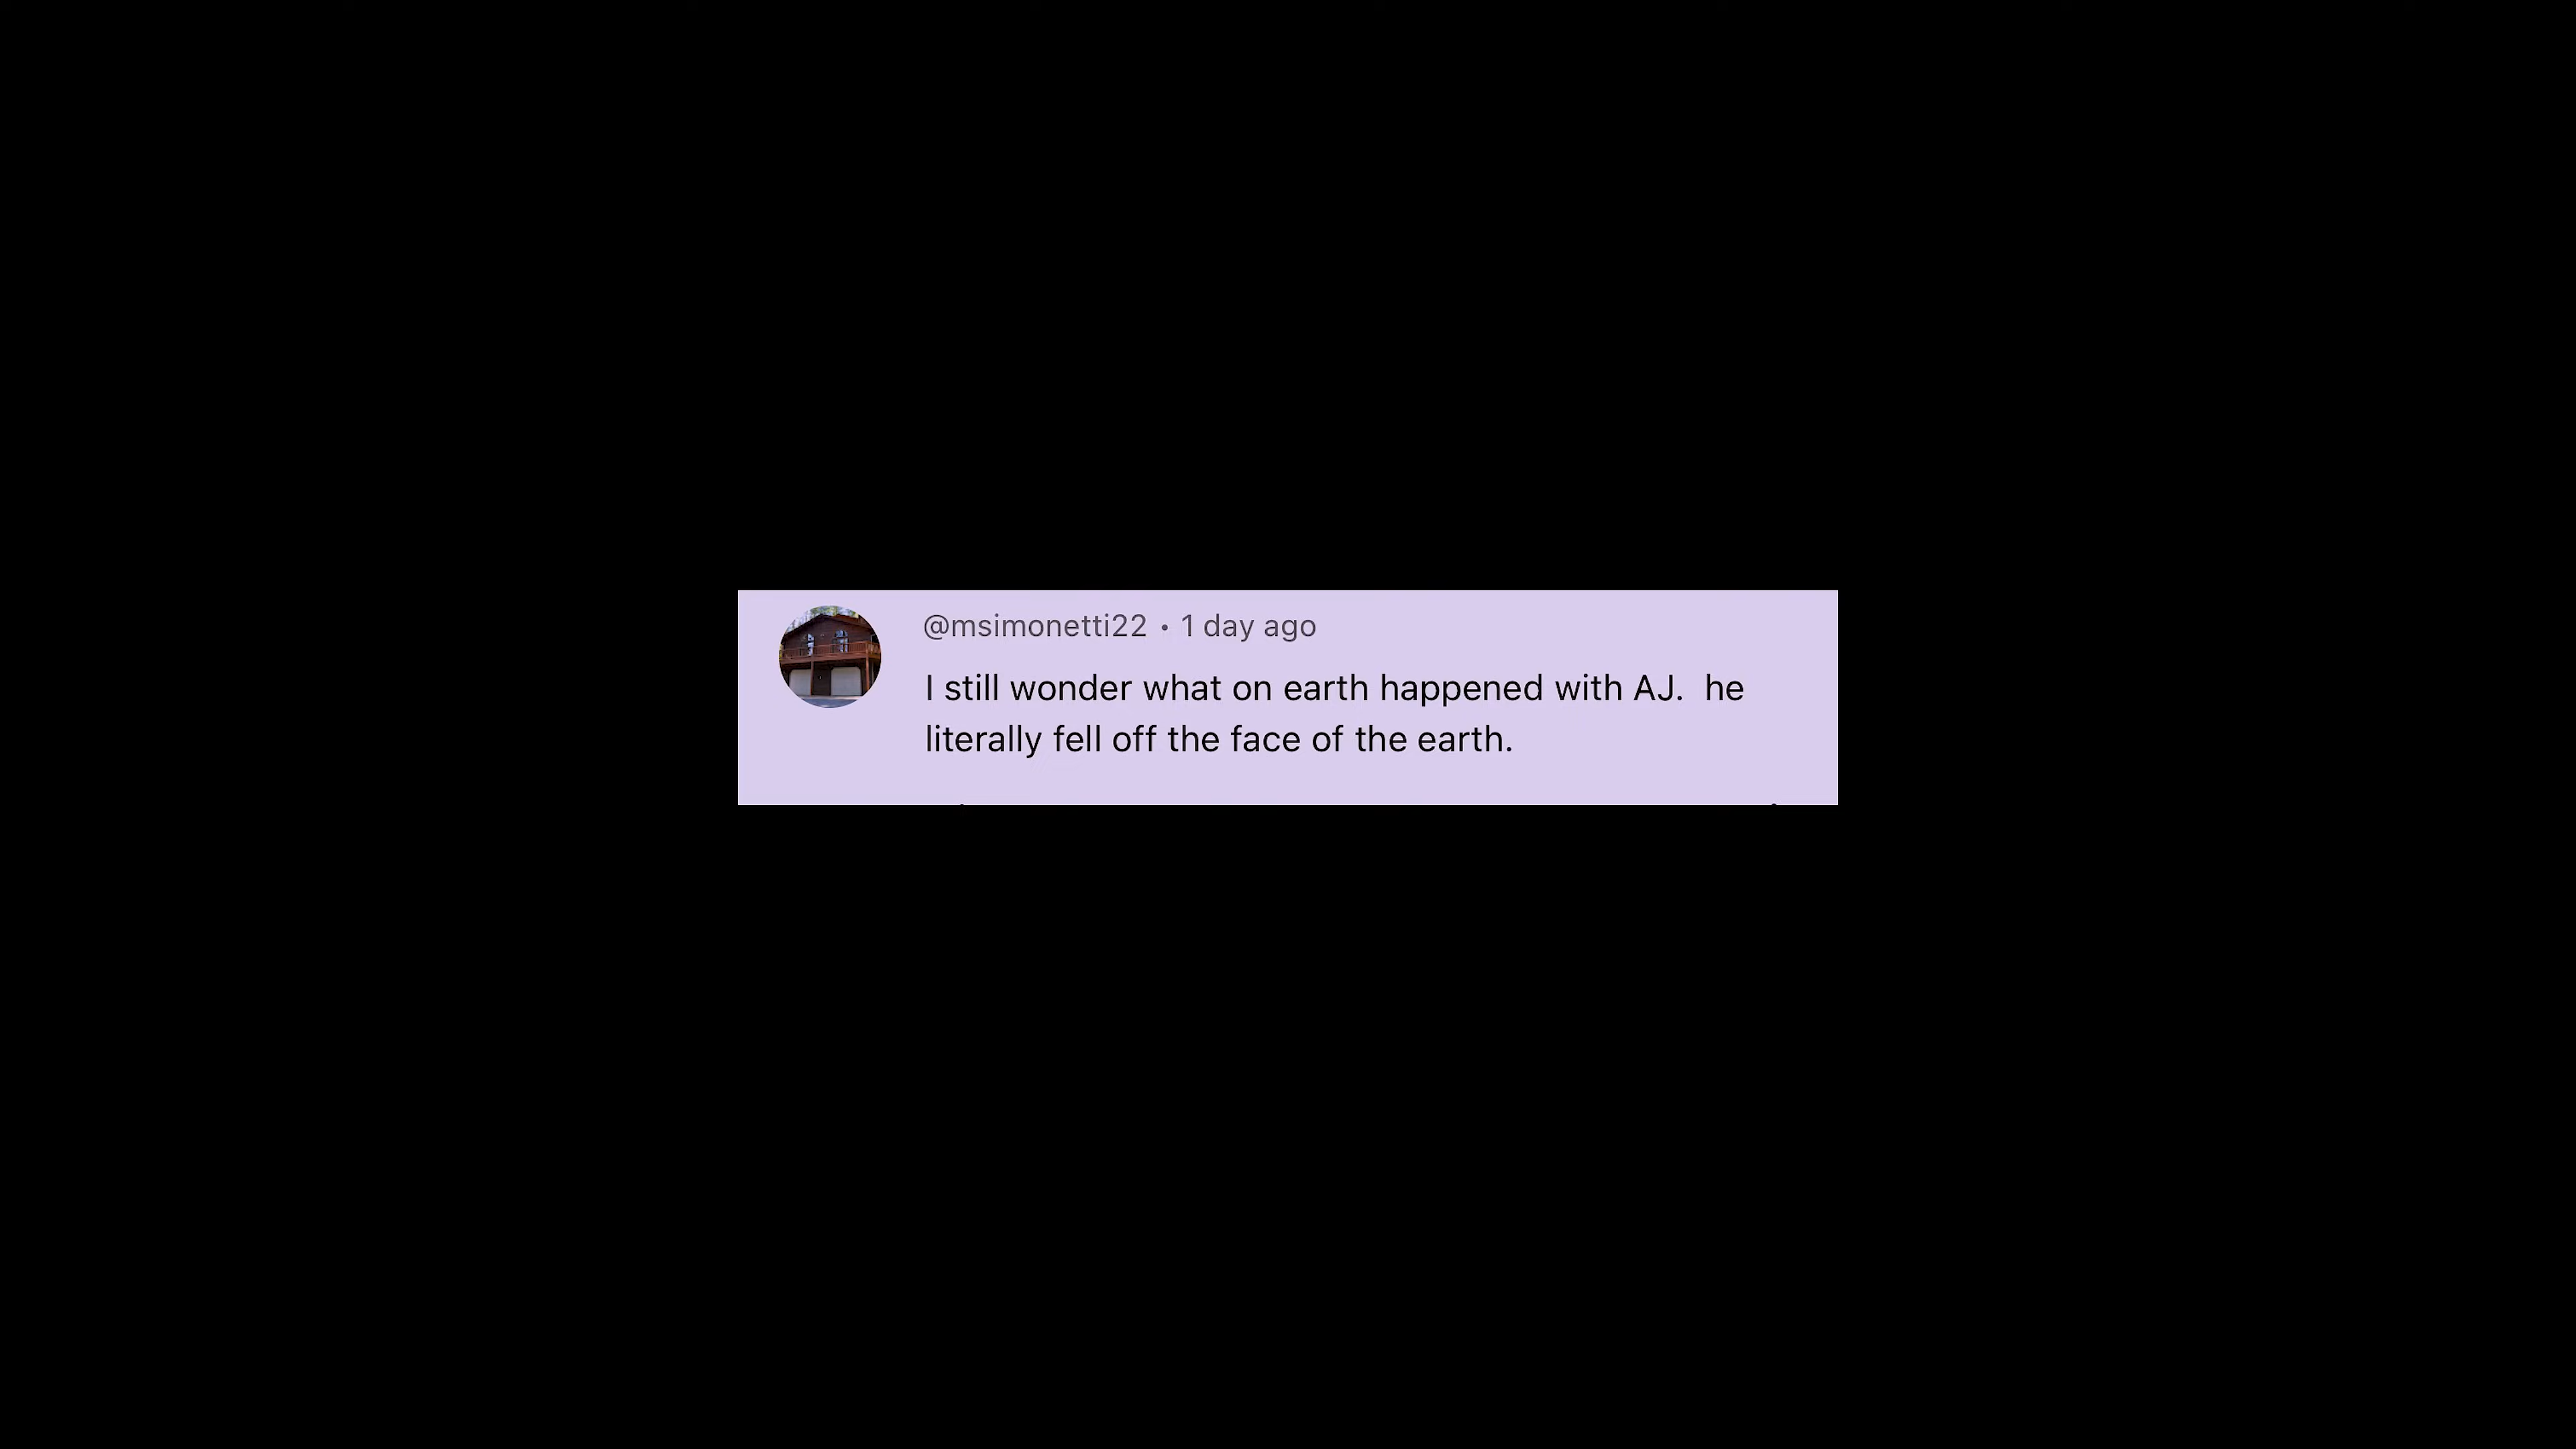 @msimonetti22 • 1 day ago
I still wonder what on earth happened with AJ.  he
literally fell off the face of the earth.